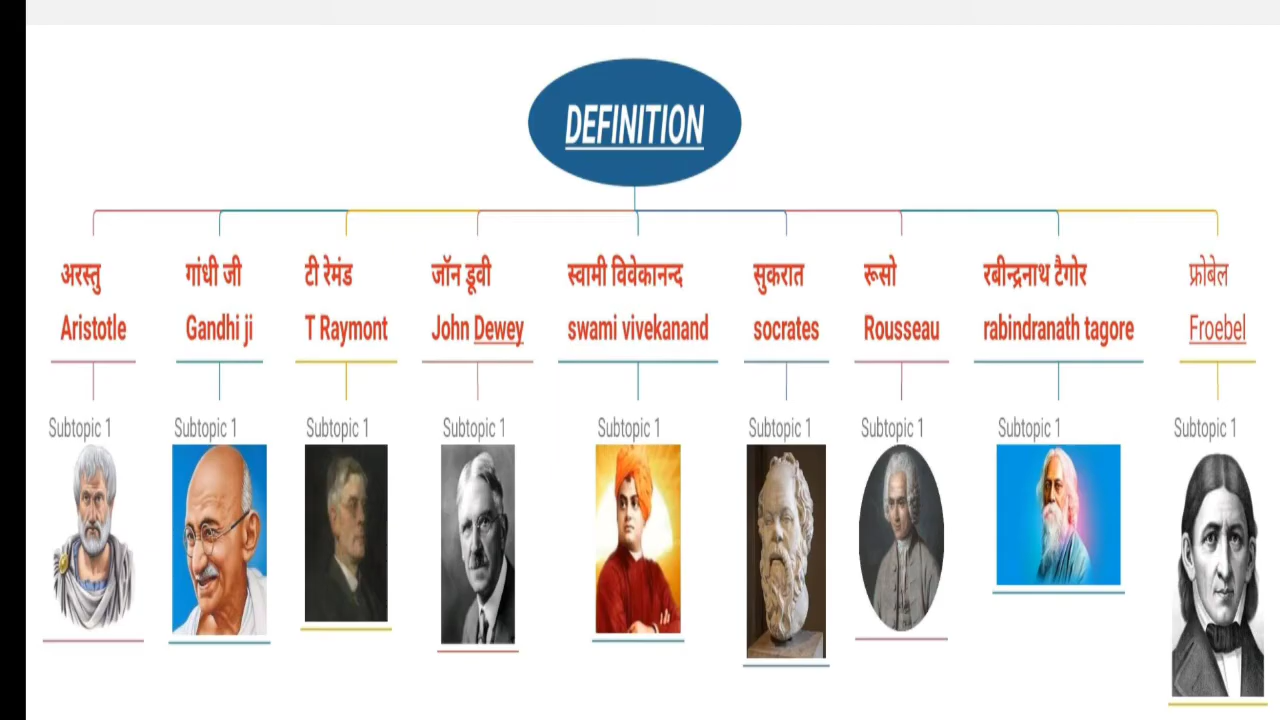 DEFINITION
अरस्तु
Aristotle
गांधी जी
Gandhi ji
टी रेमंड
T Raymont
जॉन डूवी
John Dewey
स्वामी विवेकानन्द
swami vivekanand
सुकरात
socrates
रूसो
Rousseau
रबीन्द्रनाथ टैगोर
rabindranath tagore
फ्रोबेल
Froebel
Subtopic 1
Subtopic 1
Subtopic 1
Subtopic 1
Subtopic 1
Subtopic 1
Subtopic 1
Subtopic 1
Subtopic 1